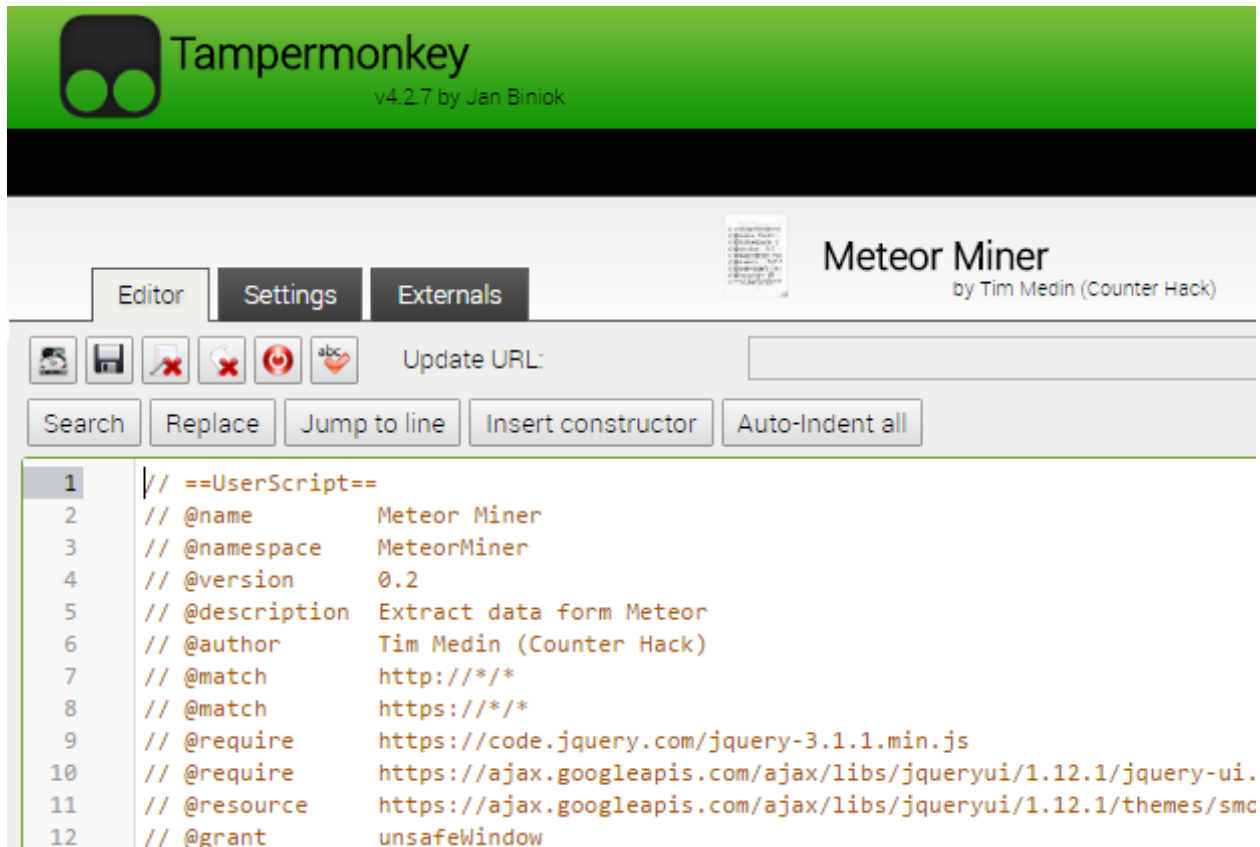 Tampermonkey
v4.2.7 by Jan Biniok
Meteor Miner
by Tim Medin (Counter Hack)
Editor Settings Externals
Update URL:
Search Replace Jump to line Insert constructor Auto-Indent all
1 // ==UserScript==
2 // @name Meteor Miner
3 // @namespace MeteorMiner
4 // @version 0.2
5 // @description Extract data form Meteor
6 // @author Tim Medin (Counter Hack)
7 // @match http://*/*
8 // @match https://*/*
9 // @require https://code.jquery.com/jquery-3.1.1.min.js
10 // @require https://ajax.googleapis.com/ajax/libs/jqueryui/1.12.1/jquery-ui.
11 // @resource https://ajax.googleapis.com/ajax/libs/jqueryui/1.12.1/themes/smo
12 // @grant unsafeWindow